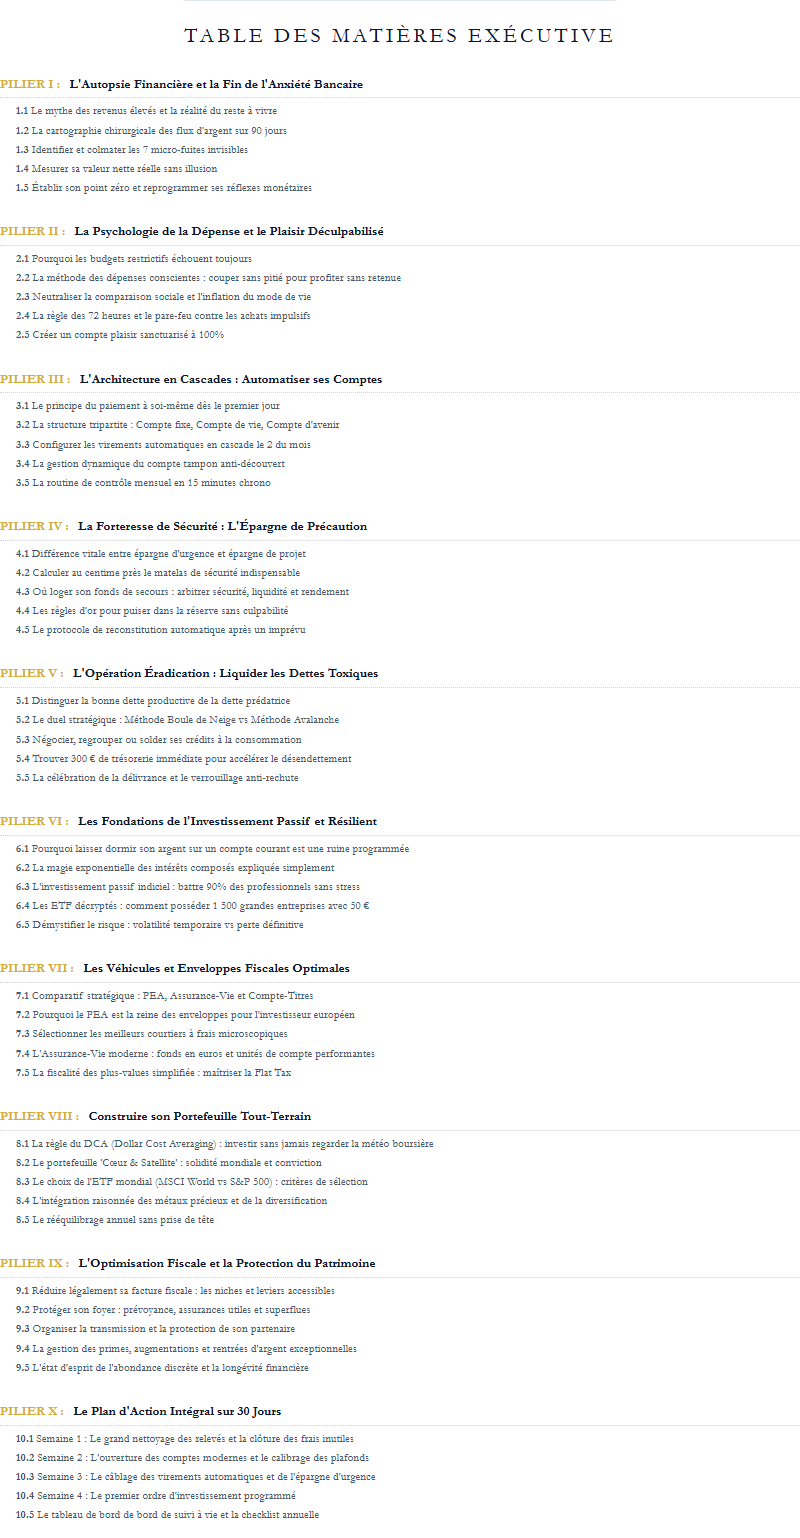 TABLE DES MATIÈRES EXÉCUTIVE
PILIER I : L'Autopsie Financière et la Fin de l'Anxiété Bancaire
1.1 Le mythe des revenus élevés et la réalité du reste à vivre
1.2 La cartographie chirurgicale des flux d'argent sur 90 jours
1.3 Identifier et colmater les 7 micro-fuites invisibles
1.4 Mesurer sa valeur nette réelle sans illusion
1.5 Établir son point zéro et reprogrammer ses réflexes monétaires
PILIER II : La Psychologie de la Dépense et le Plaisir Déculpabilisé
2.1 Pourquoi les budgets restrictifs échouent toujours
2.2 La méthode des dépenses conscientes : couper sans pitié pour profiter sans retenue
2.3 Neutraliser la comparaison sociale et l'inflation du mode de vie
2.4 La règle des 72 heures et le pare-feu contre les achats impulsifs
2.5 Créer un compte plaisir sanctuarisé à 100%
PILIER III : L'Architecture en Cascades : Automatiser ses Comptes
3.1 Le principe du paiement à soi-même dès le premier jour
3.2 La structure tripartite : Compte fixe, Compte de vie, Compte d'avenir
3.3 Configurer les virements automatiques en cascade le 2 du mois
3.4 La gestion dynamique du compte tampon anti-découvert
3.5 La routine de contrôle mensuel en 15 minutes chrono
PILIER IV : La Forteresse de Sécurité : L'Épargne de Précaution
4.1 Différence vitale entre épargne d'urgence et épargne de projet
4.2 Calculer au centime près le matelas de sécurité indispensable
4.3 Où loger son fonds de secours : arbitrer sécurité, liquidité et rendement
4.4 Les règles d'or pour puiser dans la réserve sans culpabilité
4.5 Le protocole de reconstitution automatique après un imprévu
PILIER V : L'Opération Éradication : Liquider les Dettes Toxiques
5.1 Distinguer la bonne dette productive de la dette prédatrice
5.2 Le duel stratégique : Méthode Boule de Neige vs Méthode Avalanche
5.3 Négocier, regrouper ou solder ses crédits à la consommation
5.4 Trouver 300 € de trésorerie immédiate pour accélérer le désendettement
5.5 La célébration de la délivrance et le verrouillage anti-rechute
PILIER VI : Les Fondations de l'Investissement Passif et Résilient
6.1 Pourquoi laisser dormir son argent sur un compte courant est une ruine programmée
6.2 La magie exponentielle des intérêts composés expliquée simplement
6.3 L'investissement passif indiciel : battre 90% des professionnels sans stress
6.4 Les ETF décryptés : comment posséder 1 500 grandes entreprises avec 50 €
6.5 Démystifier le risque : volatilité temporaire vs perte définitive
PILIER VII : Les Véhicules et Enveloppes Fiscales Optimales
7.1 Comparatif stratégique : PEA, Assurance-Vie et Compte-Titres
7.2 Pourquoi le PEA est la reine des enveloppes pour l'investisseur européen
7.3 Sélectionner les meilleurs courtiers à frais microscopiques
7.4 L'Assurance-Vie moderne : fonds en euros et unités de compte performantes
7.5 La fiscalité des plus-values simplifiée : maîtriser la Flat Tax
PILIER VIII : Construire son Portefeuille Tout-Terrain
8.1 La règle du DCA (Dollar Cost Averaging) : investir sans jamais regarder la météo boursière
8.2 Le portefeuille 'Cœur & Satellite' : solidité mondiale et conviction
8.3 Le choix de l'ETF mondial (MSCI World vs S&P 500) : critères de sélection
8.4 L'intégration raisonnée des métaux précieux et de la diversification
8.5 Le rééquilibrage annuel sans prise de tête
PILIER IX : L'Optimisation Fiscale et la Protection du Patrimoine
9.1 Réduire légalement sa facture fiscale : les niches et leviers accessibles
9.2 Protéger son foyer : prévoyance, assurances utiles et superflues
9.3 Organiser la transmission et la protection de son partenaire
9.4 La gestion des primes, augmentations et rentrées d'argent exceptionnelles
9.5 L'état d'esprit de l'abondance discrète et la longévité financière
PILIER X : Le Plan d'Action Intégral sur 30 Jours
10.1 Semaine 1 : Le grand nettoyage des relevés et la clôture des frais inutiles
10.2 Semaine 2 : L'ouverture des comptes modernes et le calibrage des plafonds
10.3 Semaine 3 : Le câblage des virements automatiques et de l'épargne d'urgence
10.4 Semaine 4 : Le premier ordre d'investissement programmé
10.5 Le tableau de bord de bord de suivi à vie et la checklist annuelle